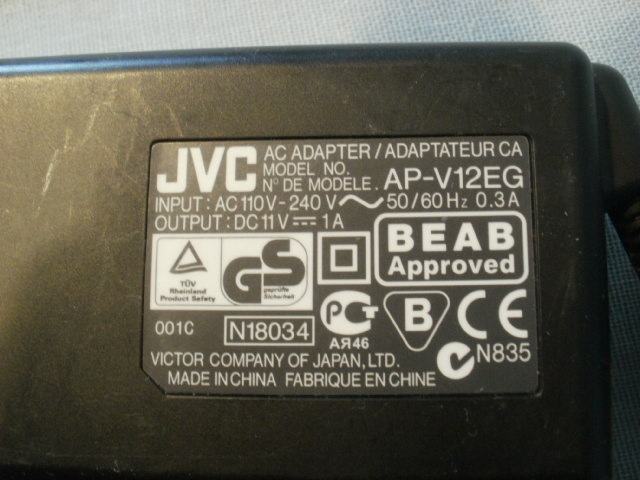 JVC AC ADAPTER / ADAPTATEUR CA
MODEL NO.
N° DE MODELE. AP-V12EG
INPUT: AC 110V - 240 V ~ 50/60 Hz 0.3A
OUTPUT: DC 11V ⎓ 1A
BEAB
Approved
TÜV
Rheinland
Product Safety
GS
geprüfte
Sicherheit
PCT
АЯ46
B
CE
001C
N18034
N835
VICTOR COMPANY OF JAPAN, LTD.
MADE IN CHINA FABRIQUE EN CHINE